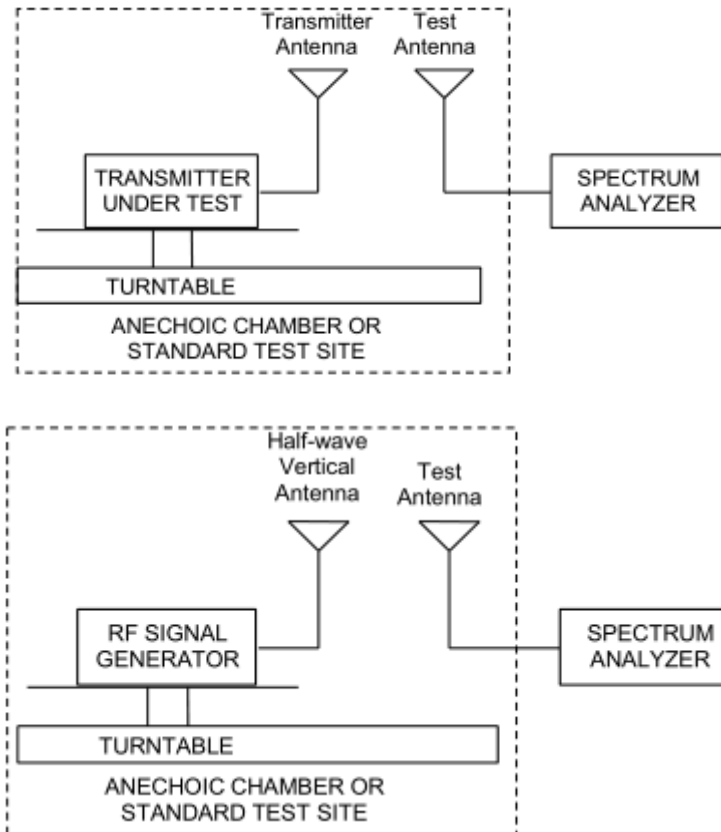 Transmitter
Antenna
Test
Antenna
TRANSMITTER
UNDER TEST
SPECTRUM
ANALYZER
TURNTABLE
ANECHOIC CHAMBER OR
STANDARD TEST SITE
Half-wave
Vertical
Antenna
Test
Antenna
RF SIGNAL
GENERATOR
SPECTRUM
ANALYZER
TURNTABLE
ANECHOIC CHAMBER OR
STANDARD TEST SITE